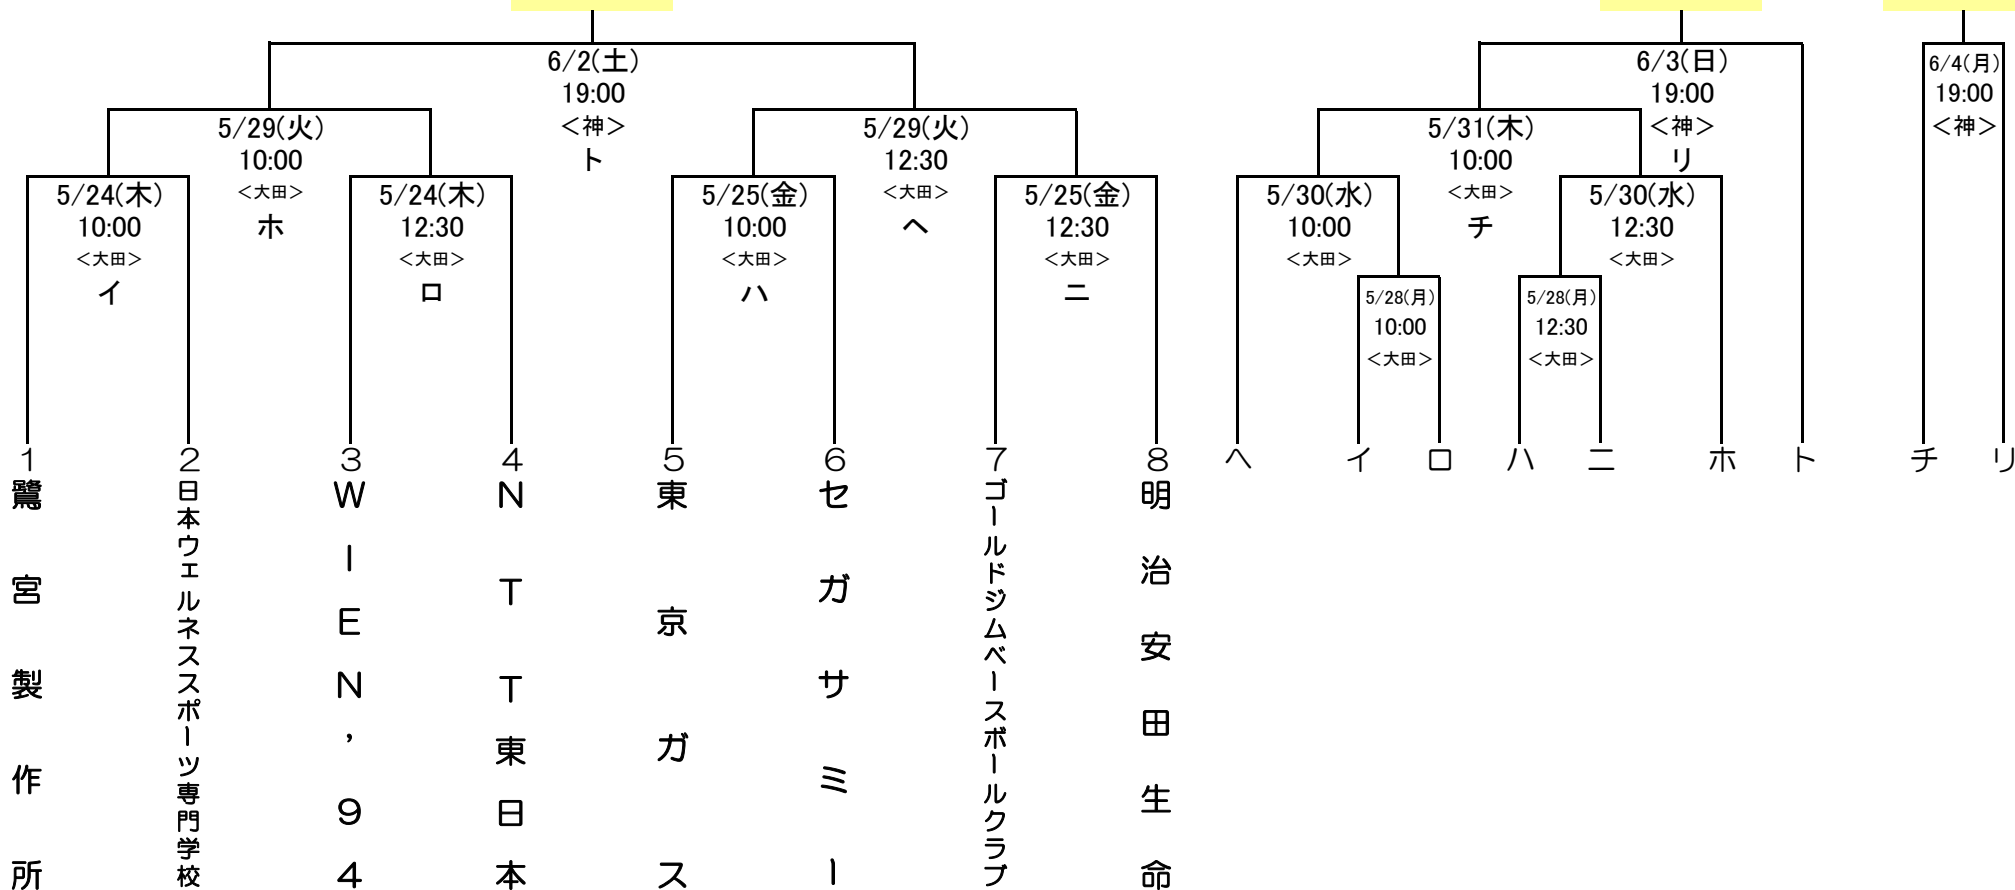 6/2(土)
19:00
＜神＞
ト
6/3(日)
19:00
＜神＞
リ
6/4(月)
19:00
＜神＞
5/29(火)
10:00
＜大田＞
ホ
5/29(火)
12:30
＜大田＞
ヘ
5/31(木)
10:00
＜大田＞
チ
5/24(木)
10:00
＜大田＞
イ
5/24(木)
12:30
＜大田＞
ロ
5/25(金)
10:00
＜大田＞
ハ
5/25(金)
12:30
＜大田＞
ニ
5/30(水)
10:00
＜大田＞
5/30(水)
12:30
＜大田＞
5/28(月)
10:00
＜大田＞
5/28(月)
12:30
＜大田＞
1
鷺宮製作所
2
日本ウェルネススポーツ専門学校
3
WIEN’94
4
NTT東日本
5
東京ガス
6
セガサミー
7
ゴールドジムベースボールクラブ
8
明治安田生命
ヘ
イ
ロ
ハ
ニ
ホ
ト
チ
リ